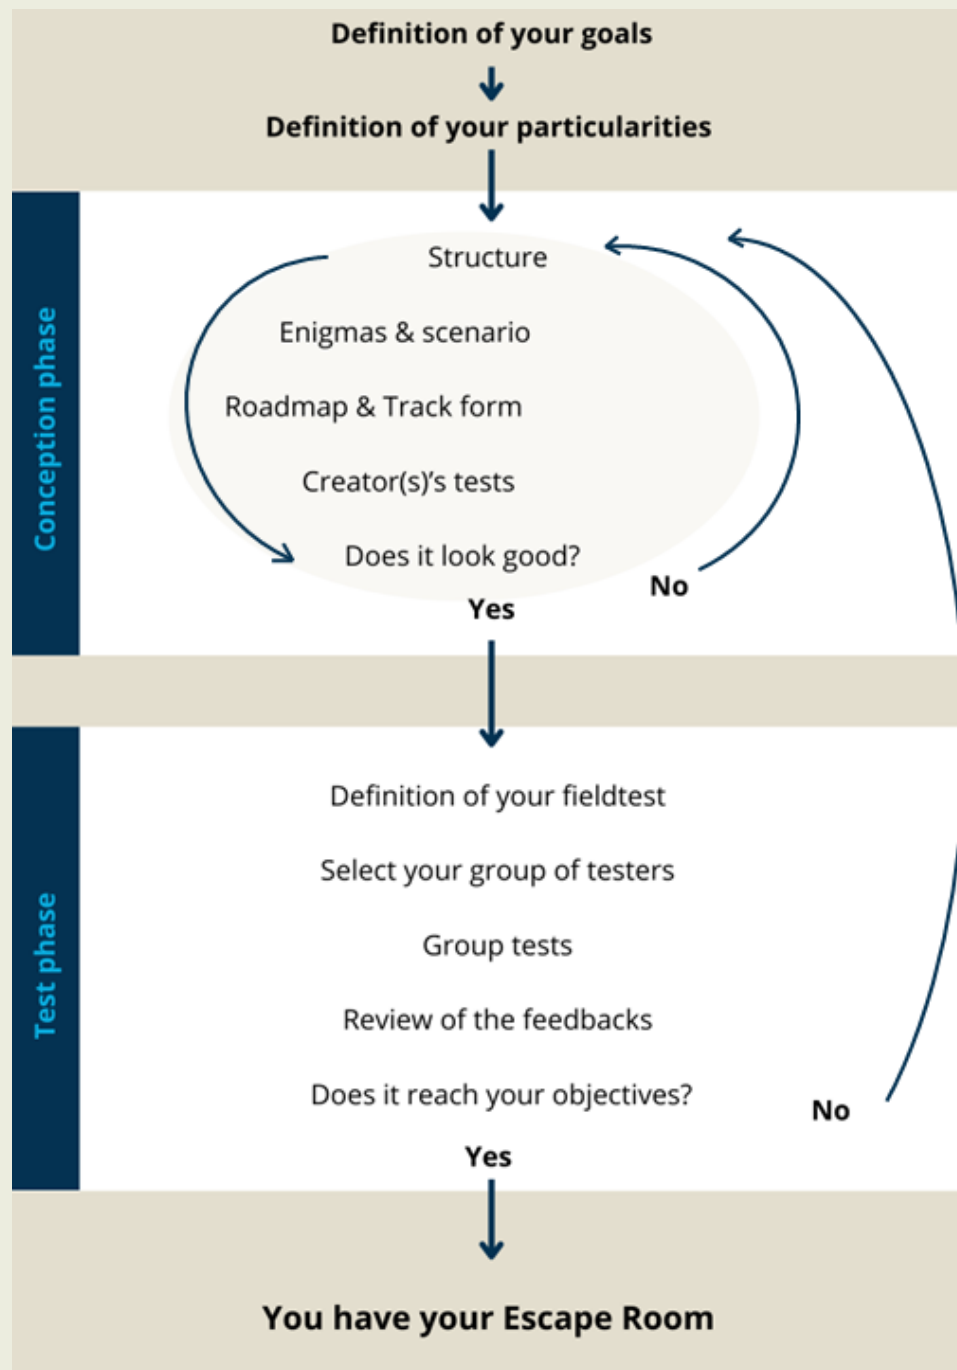 Definition of your goals
Definition of your particularities
Conception phase
Structure
Enigmas & scenario
Roadmap & Track form
Creator(s)’s tests
Does it look good?
No
Yes
Test phase
Definition of your fieldtest
Select your group of testers
Group tests
Review of the feedbacks
Does it reach your objectives?
No
Yes
You have your Escape Room